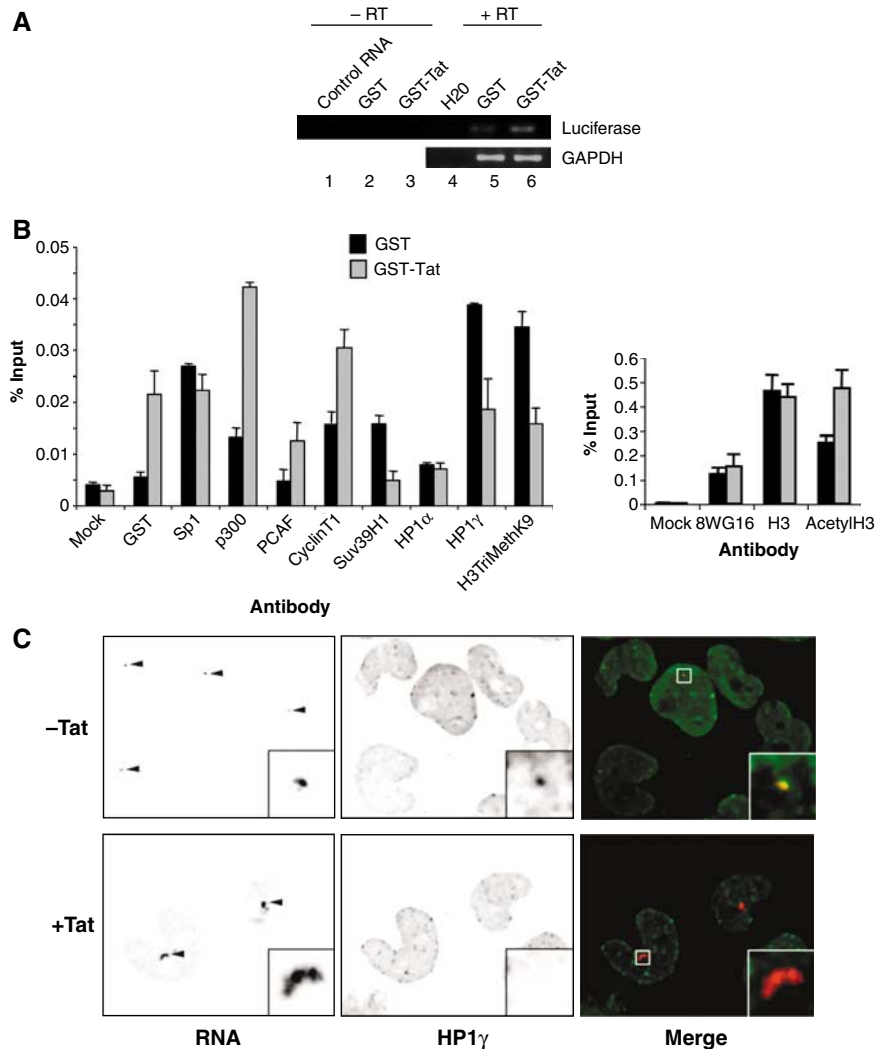 A
– RT
+ RT
Control RNA
GST
GST-Tat
H20
GST
GST-Tat
Luciferase
GAPDH
1 2 3 4 5 6
B
GST
GST-Tat
% Input
0.05
0.04
0.03
0.02
0.01
0
Mock
GST
Sp1
p300
PCAF
CyclinT1
Suv39H1
HP1α
HP1γ
H3TriMethK9
Antibody
% Input
0.6
0.5
0.4
0.3
0.2
0.1
0
Mock 8WG16 H3 AcetylH3
Antibody
C
–Tat
+Tat
RNA HP1γ Merge